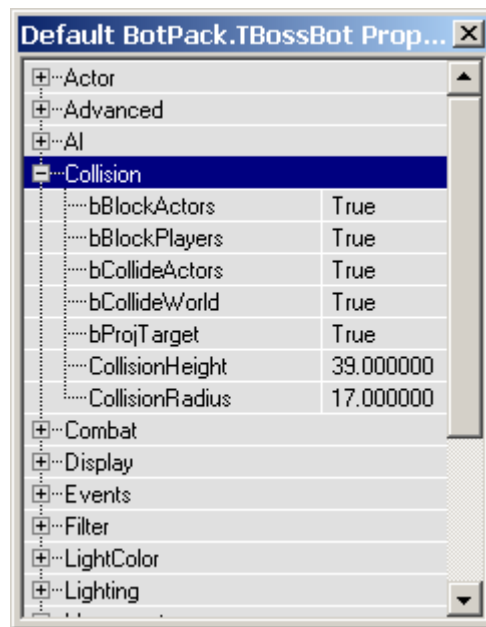 Default BotPack.TBossBot Prop...
Actor
Advanced
AI
Collision
bBlockActors True
bBlockPlayers True
bCollideActors True
bCollideWorld True
bProjTarget True
CollisionHeight 39.000000
CollisionRadius 17.000000
Combat
Display
Events
Filter
LightColor
Lighting